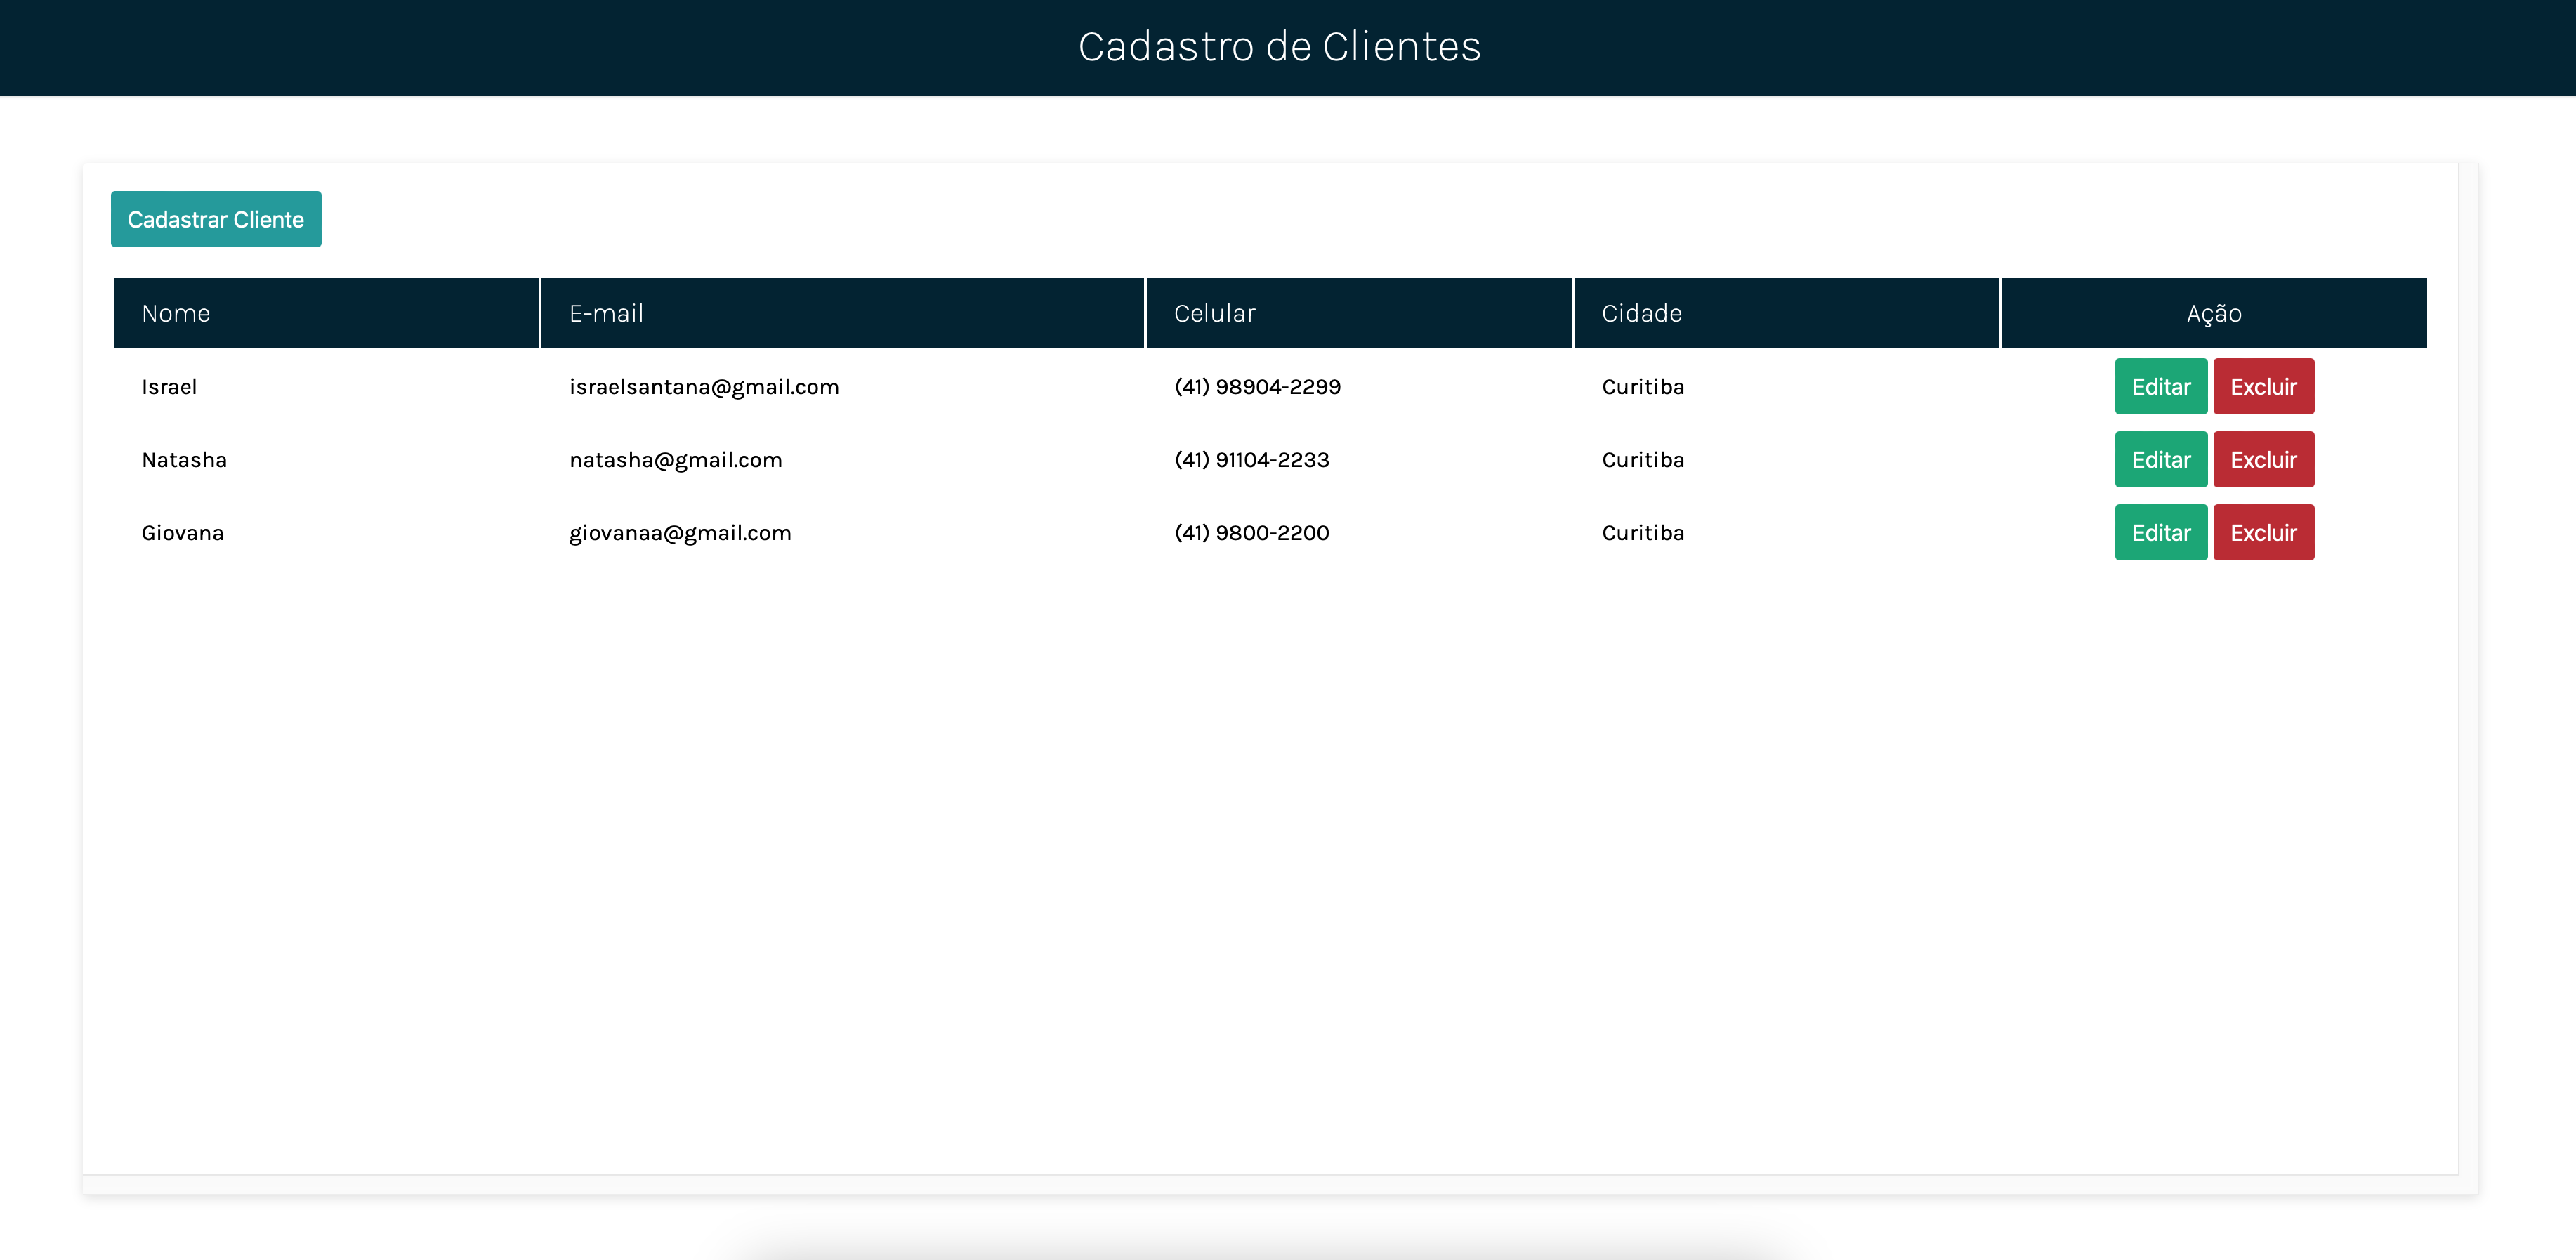 Cadastro de Clientes
Cadastrar Cliente
Nome E-mail Celular Cidade Ação
Israel israelsantana@gmail.com (41) 98904-2299 Curitiba Editar Excluir
Natasha natasha@gmail.com (41) 91104-2233 Curitiba Editar Excluir
Giovana giovanaa@gmail.com (41) 9800-2200 Curitiba Editar Excluir